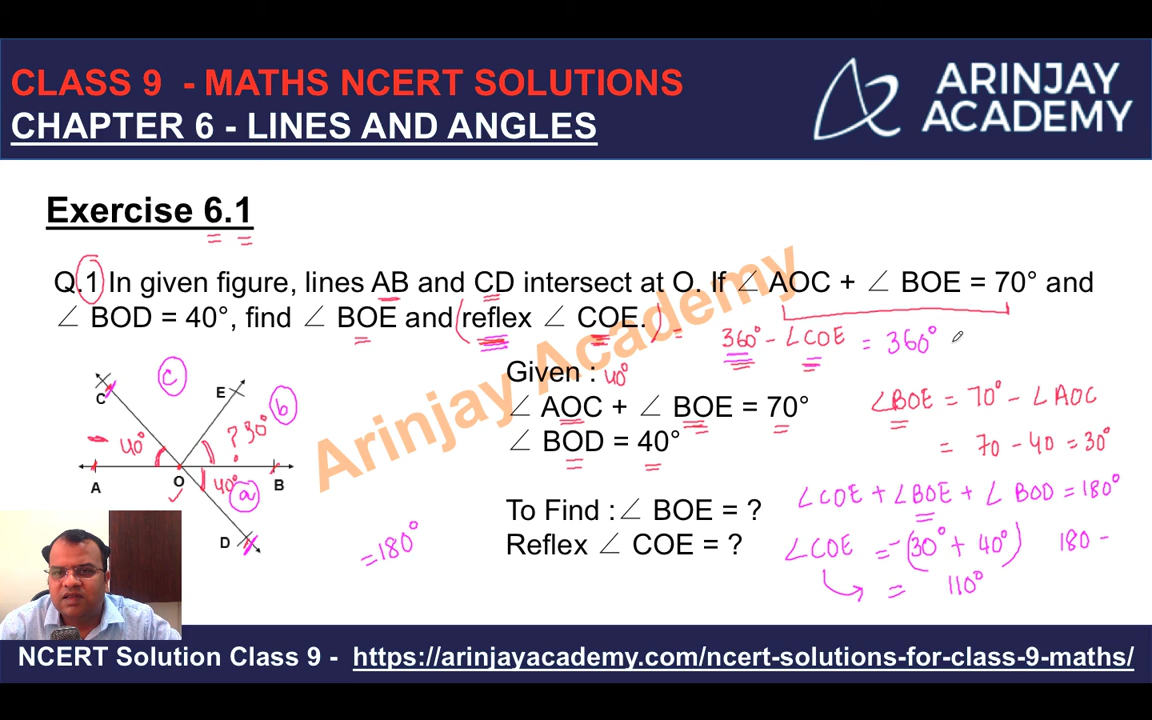 CLASS 9 - MATHS NCERT SOLUTIONS
CHAPTER 6 - LINES AND ANGLES
ARINJAY
ACADEMY
Exercise 6.1
Q.1 In given figure, lines AB and CD intersect at O. If ∠ AOC + ∠ BOE = 70° and
∠ BOD = 40°, find ∠ BOE and (reflex ∠ COE.) =
360° - ∠COE = 360°
Given : 40°
∠ AOC + ∠ BOE = 70°
∠ BOD = 40°
To Find : ∠ BOE = ?
Reflex ∠ COE = ?
∠BOE = 70° - ∠AOC
= 70 - 40 = 30°
∠COE + ∠BOE + ∠ BOD = 180°
∠COE = -(30° + 40°) 180 -
= 110°
C
c
E
b
40°
? 30°
A
O
40°
a
B
D
= 180°
Arinjay Academy
NCERT Solution Class 9 - https://arinjayacademy.com/ncert-solutions-for-class-9-maths/